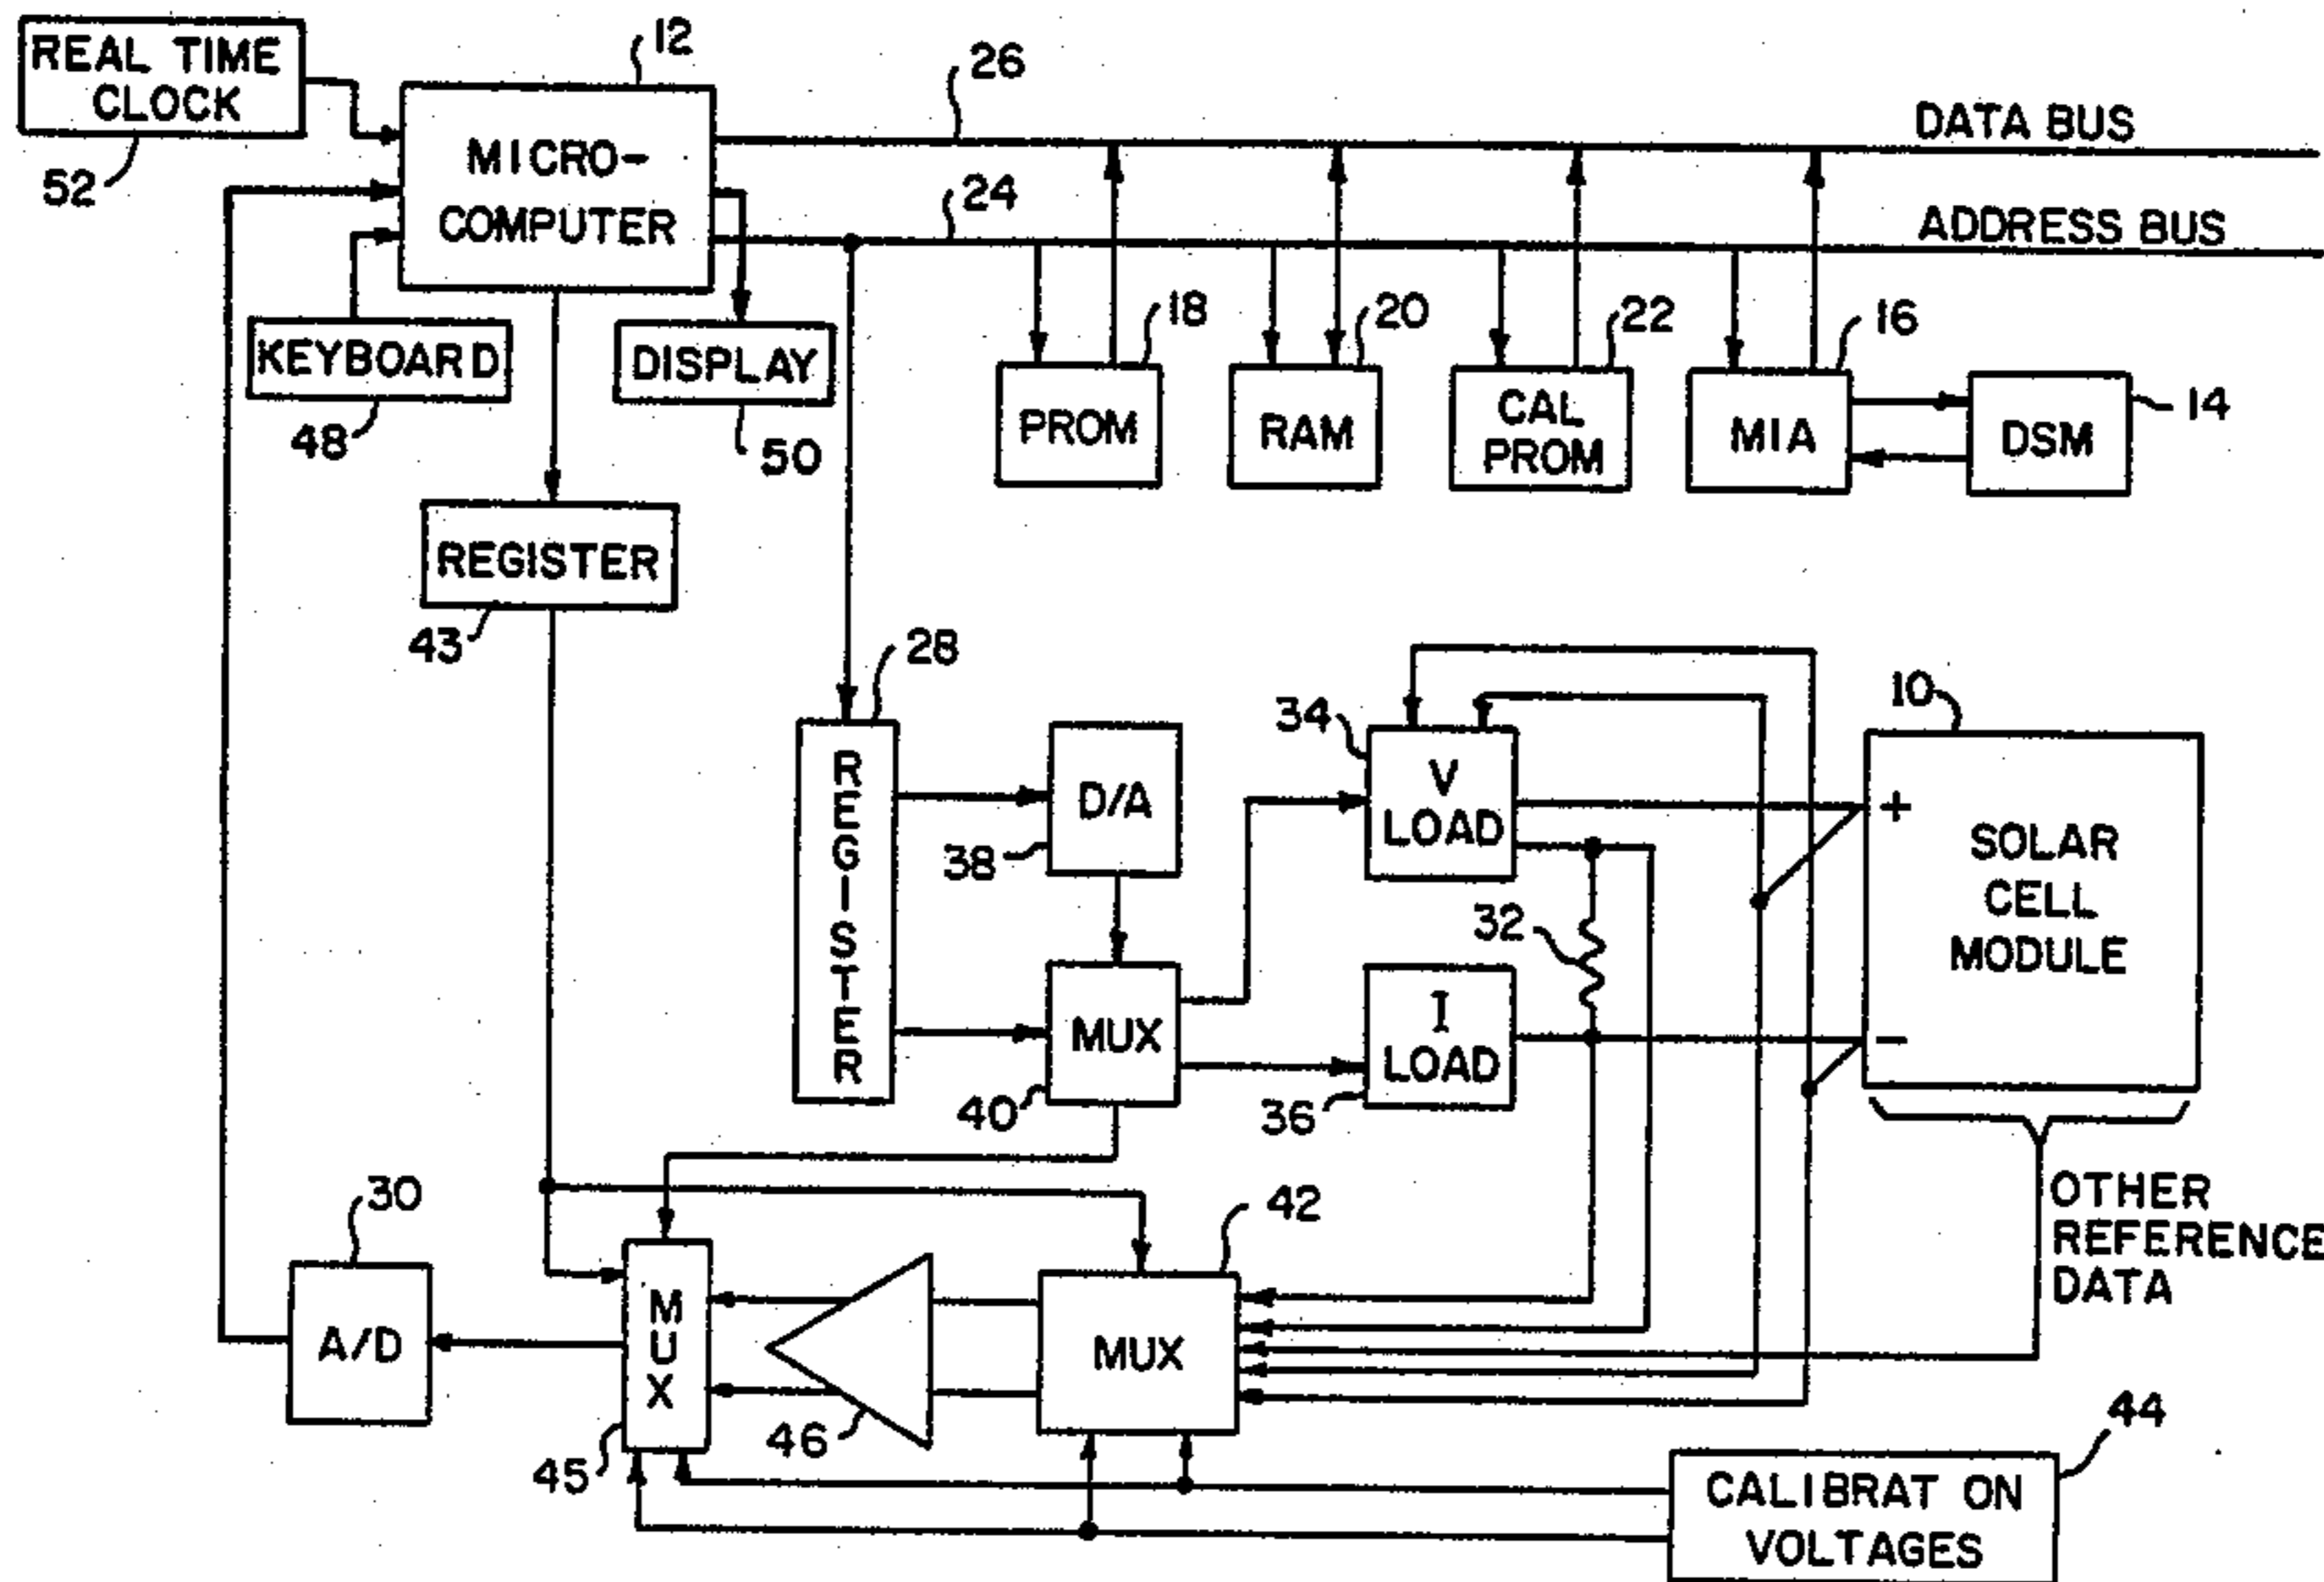 REAL TIME
CLOCK
52
12
MICRO-
COMPUTER
26
DATA BUS
24
ADDRESS BUS
KEYBOARD
48
DISPLAY
50
18
PROM
20
RAM
22
CAL
PROM
16
MIA
14
DSM
REGISTER
43
28
REGISTER
D/A
38
MUX
40
34
V
LOAD
32
I
LOAD
36
10
+
SOLAR
CELL
MODULE
−
OTHER
REFERENCE
DATA
30
A/D
MUX
45
46
42
MUX
44
CALIBRAT ON
VOLTAGES